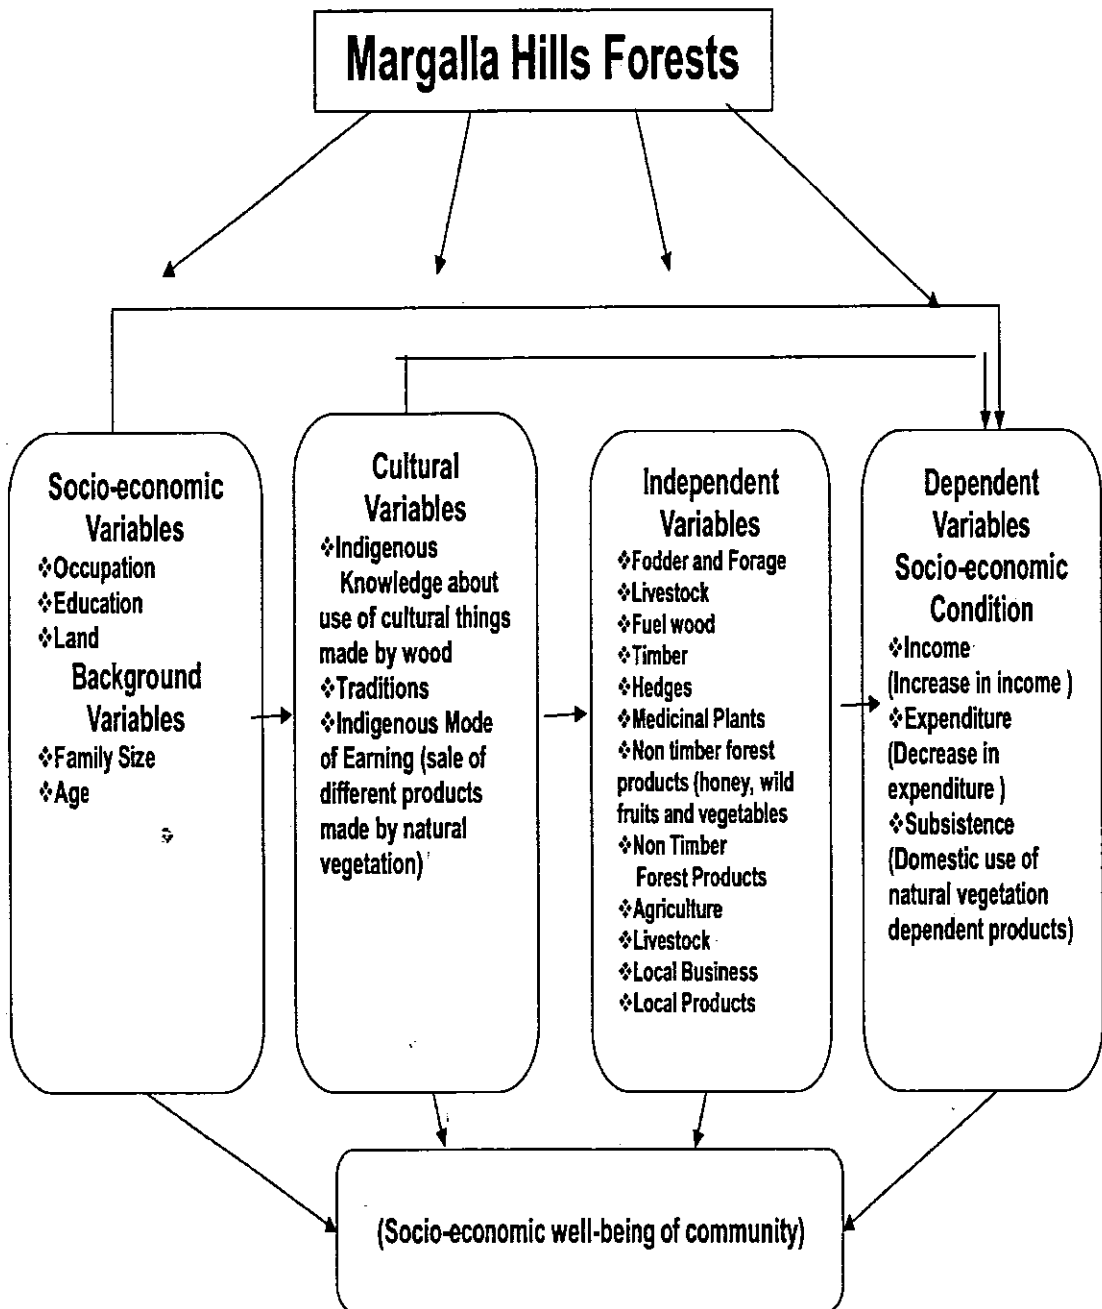 Margalla Hills Forests
Socio-economic
Variables
❖Occupation
❖Education
❖Land
Background
Variables
❖Family Size
❖Age
Cultural
Variables
❖Indigenous
Knowledge about
use of cultural things
made by wood
❖Traditions
❖Indigenous Mode
of Earning (sale of
different products
made by natural
vegetation)
Independent
Variables
❖Fodder and Forage
❖Livestock
❖Fuel wood
❖Timber
❖Hedges
❖Medicinal Plants
❖Non timber forest
products (honey, wild
fruits and vegetables
❖Non Timber
Forest Products
❖Agriculture
❖Livestock
❖Local Business
❖Local Products
Dependent
Variables
Socio-economic
Condition
❖Income
(Increase in income )
❖Expenditure
(Decrease in
expenditure )
❖Subsistence
(Domestic use of
natural vegetation
dependent products)
(Socio-economic well-being of community)